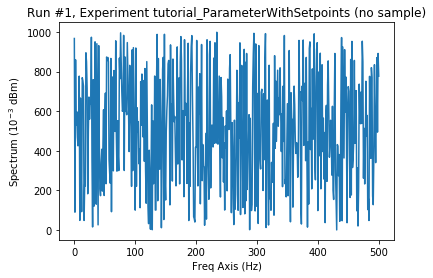 Run #1, Experiment tutorial_ParameterWithSetpoints (no sample)
1000
800
600
400
200
0
Spectrum (10⁻³ dBm)
0 100 200 300 400 500
Freq Axis (Hz)